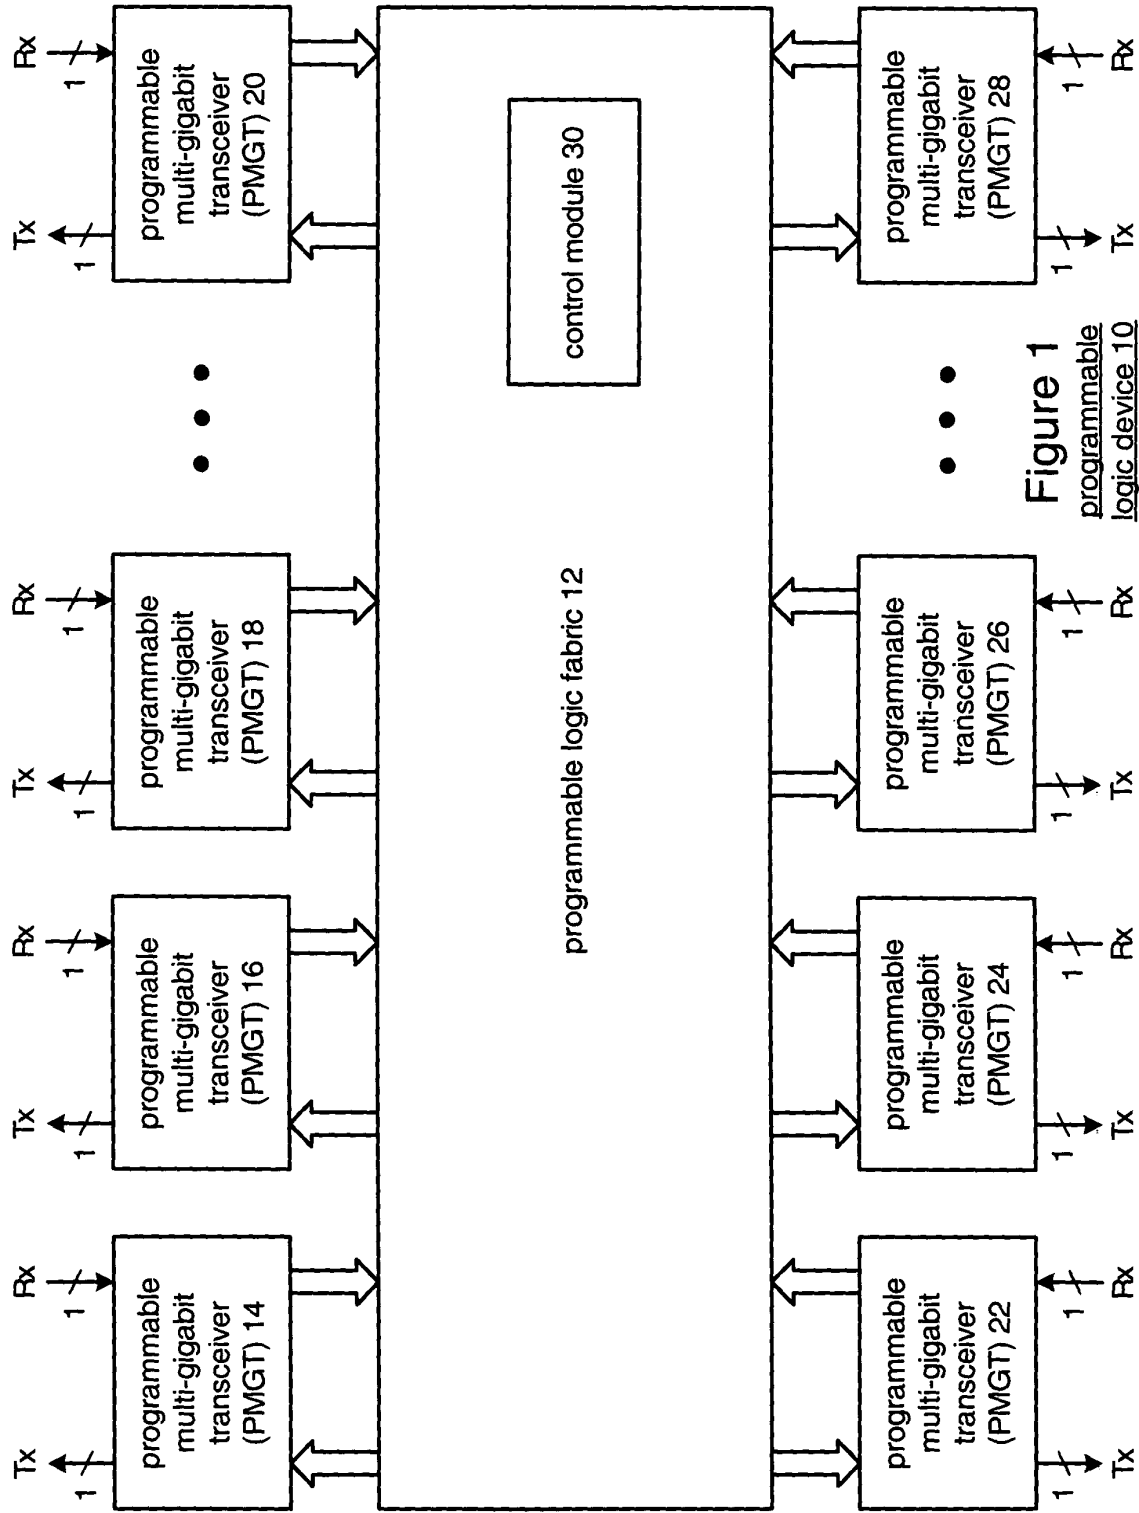 Tx
Rx
Tx
Rx
Tx
Rx
Tx
Rx
1
1
1
1
1
1
1
1
programmable
multi-gigabit
transceiver
(PMGT) 14
programmable
multi-gigabit
transceiver
(PMGT) 16
programmable
multi-gigabit
transceiver
(PMGT) 18
programmable
multi-gigabit
transceiver
(PMGT) 20
programmable logic fabric 12
control module 30
programmable
multi-gigabit
transceiver
(PMGT) 22
programmable
multi-gigabit
transceiver
(PMGT) 24
programmable
multi-gigabit
transceiver
(PMGT) 26
programmable
multi-gigabit
transceiver
(PMGT) 28
1
1
1
1
1
1
1
1
Tx
Rx
Tx
Rx
Tx
Rx
Tx
Rx
Figure 1
programmable
logic device 10